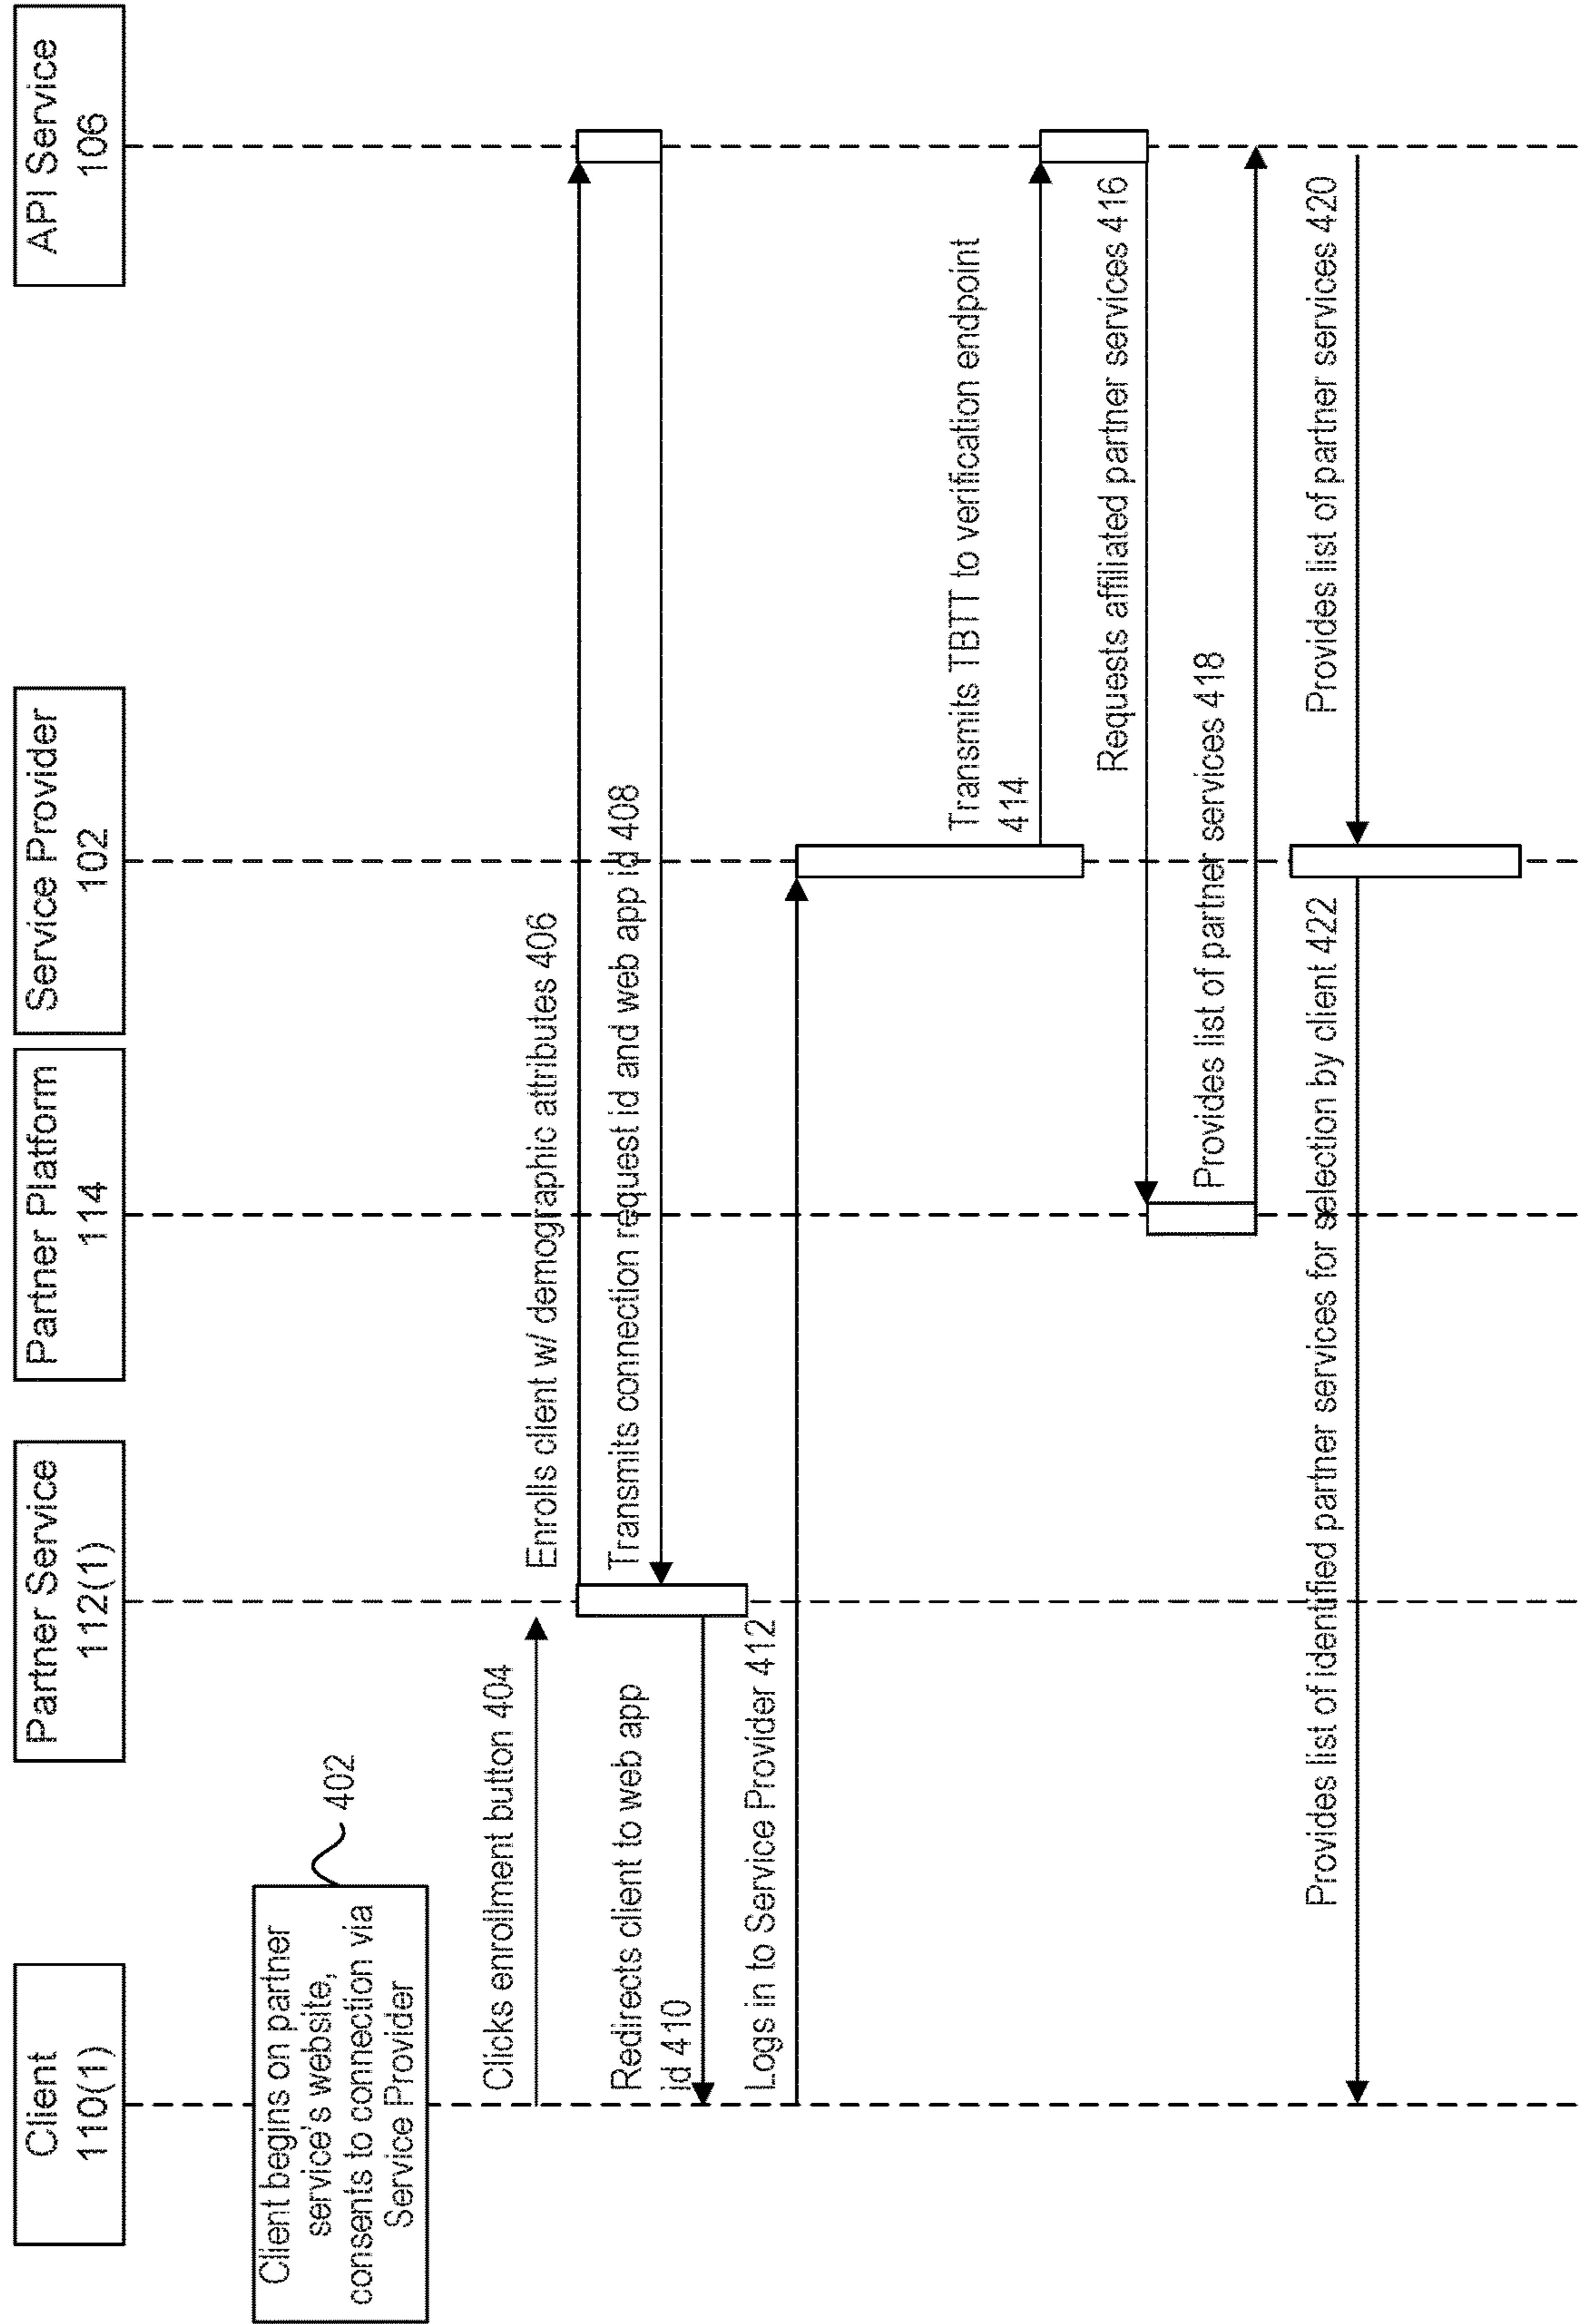 Client
110(1)
Partner Service
112(1)
Partner Platform
114
Service Provider
102
API Service
106
Client begins on partner
service's website,
consents to connection via
Service Provider
402
Clicks enrollment button 404
Enrolls client w/ demographic attributes 406
Transmits connection request id and web app id 408
Redirects client to web app
id 410
Logs in to Service Provider 412
Transmits TBTT to verification endpoint
414
Requests affiliated partner services 416
Provides list of partner services 418
Provides list of partner services 420
Provides list of identified partner services for selection by client 422